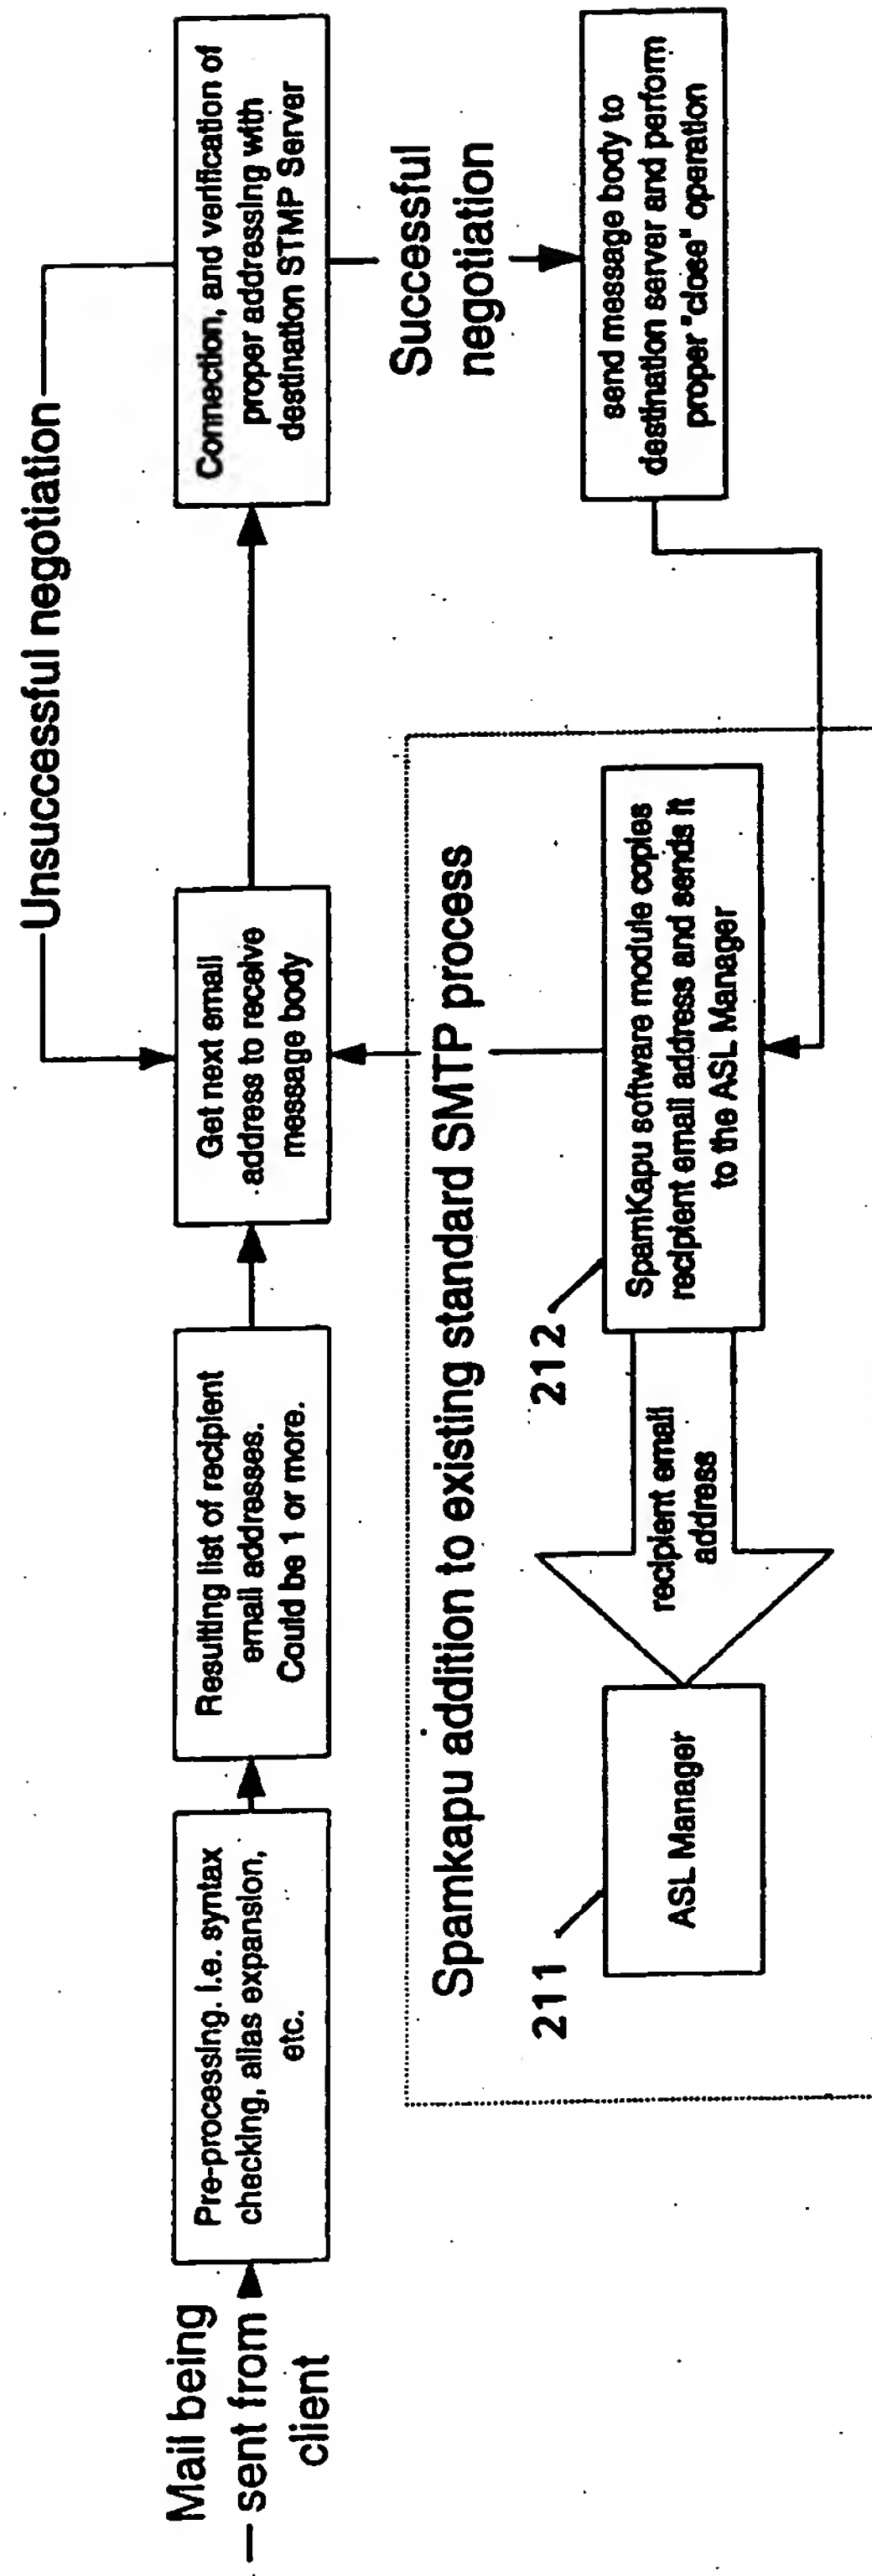 Mail being
sent from
client
Pre-processing. i.e. syntax
checking, alias expansion,
etc.
Resulting list of recipient
email addresses.
Could be 1 or more.
Get next email
address to receive
message body
Unsuccessful negotiation
Connection, and verification of
proper addressing with
destination STMP Server
Successful
negotiation
send message body to
destination server and perform
proper "close" operation
Spamkapu addition to existing standard SMTP process
211
ASL Manager
recipient email
address
212
SpamKapu software module copies
recipient email address and sends it
to the ASL Manager